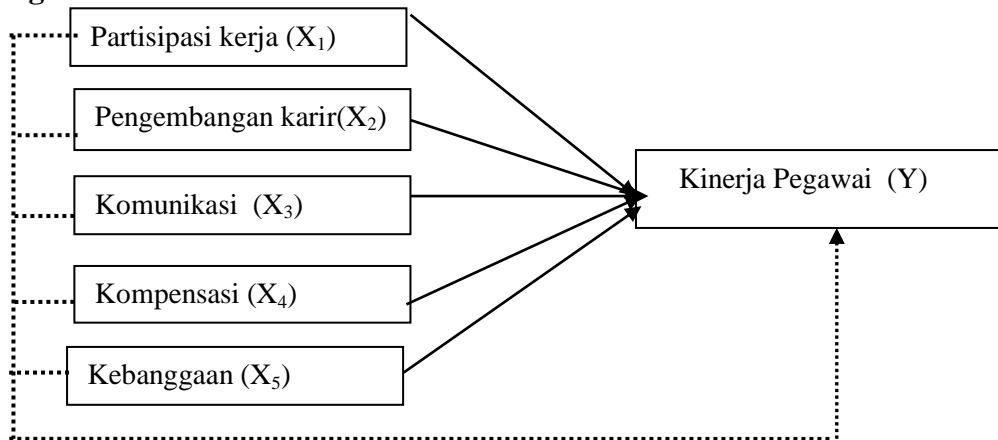 Partisipasi kerja (X₁)
Pengembangan karir(X₂)
Komunikasi (X₃)
Kompensasi (X₄)
Kebanggaan (X₅)
Kinerja Pegawai (Y)